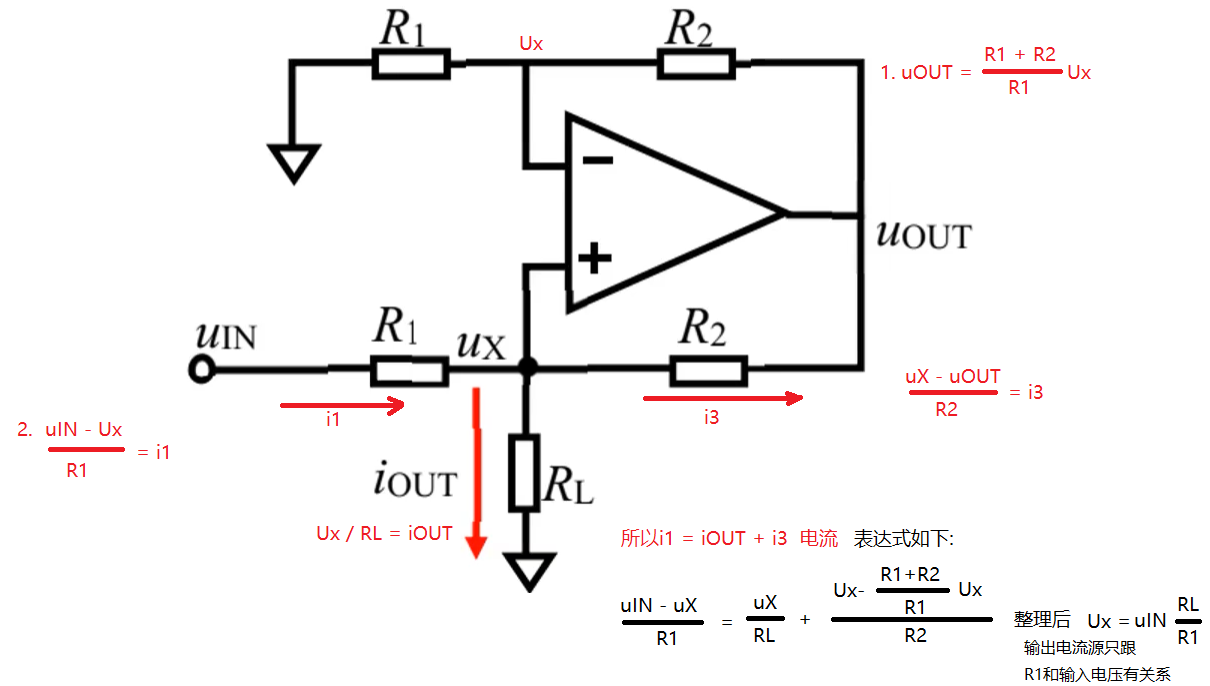 R1
Ux
R2
1. uOUT = R1 + R2 / R1 Ux
−
+
uOUT
uIN
R1
uX
R2
i1
i3
uX - uOUT / R2 = i3
2. uIN - Ux / R1 = i1
iOUT
RL
Ux / RL = iOUT
所以i1 = iOUT + i3 电流 表达式如下:
uIN - uX / R1 = uX / RL + Ux- R1+R2 / R1 Ux / R2 整理后 Ux = uIN RL / R1
输出电流源只跟
R1和输入电压有关系